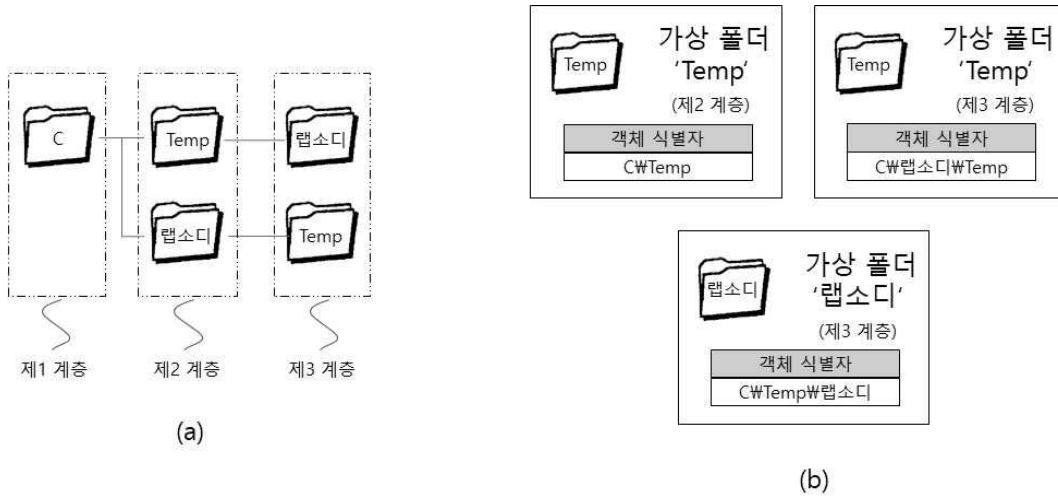 C
Temp
랩소디
랩소디
Temp
제1 계층
제2 계층
제3 계층
(a)
Temp
가상 폴더
'Temp'
(제2 계층)
객체 식별자
C₩Temp
Temp
가상 폴더
'Temp'
(제3 계층)
객체 식별자
C₩랩소디₩Temp
랩소디
가상 폴더
'랩소디'
(제3 계층)
객체 식별자
C₩Temp₩랩소디
(b)